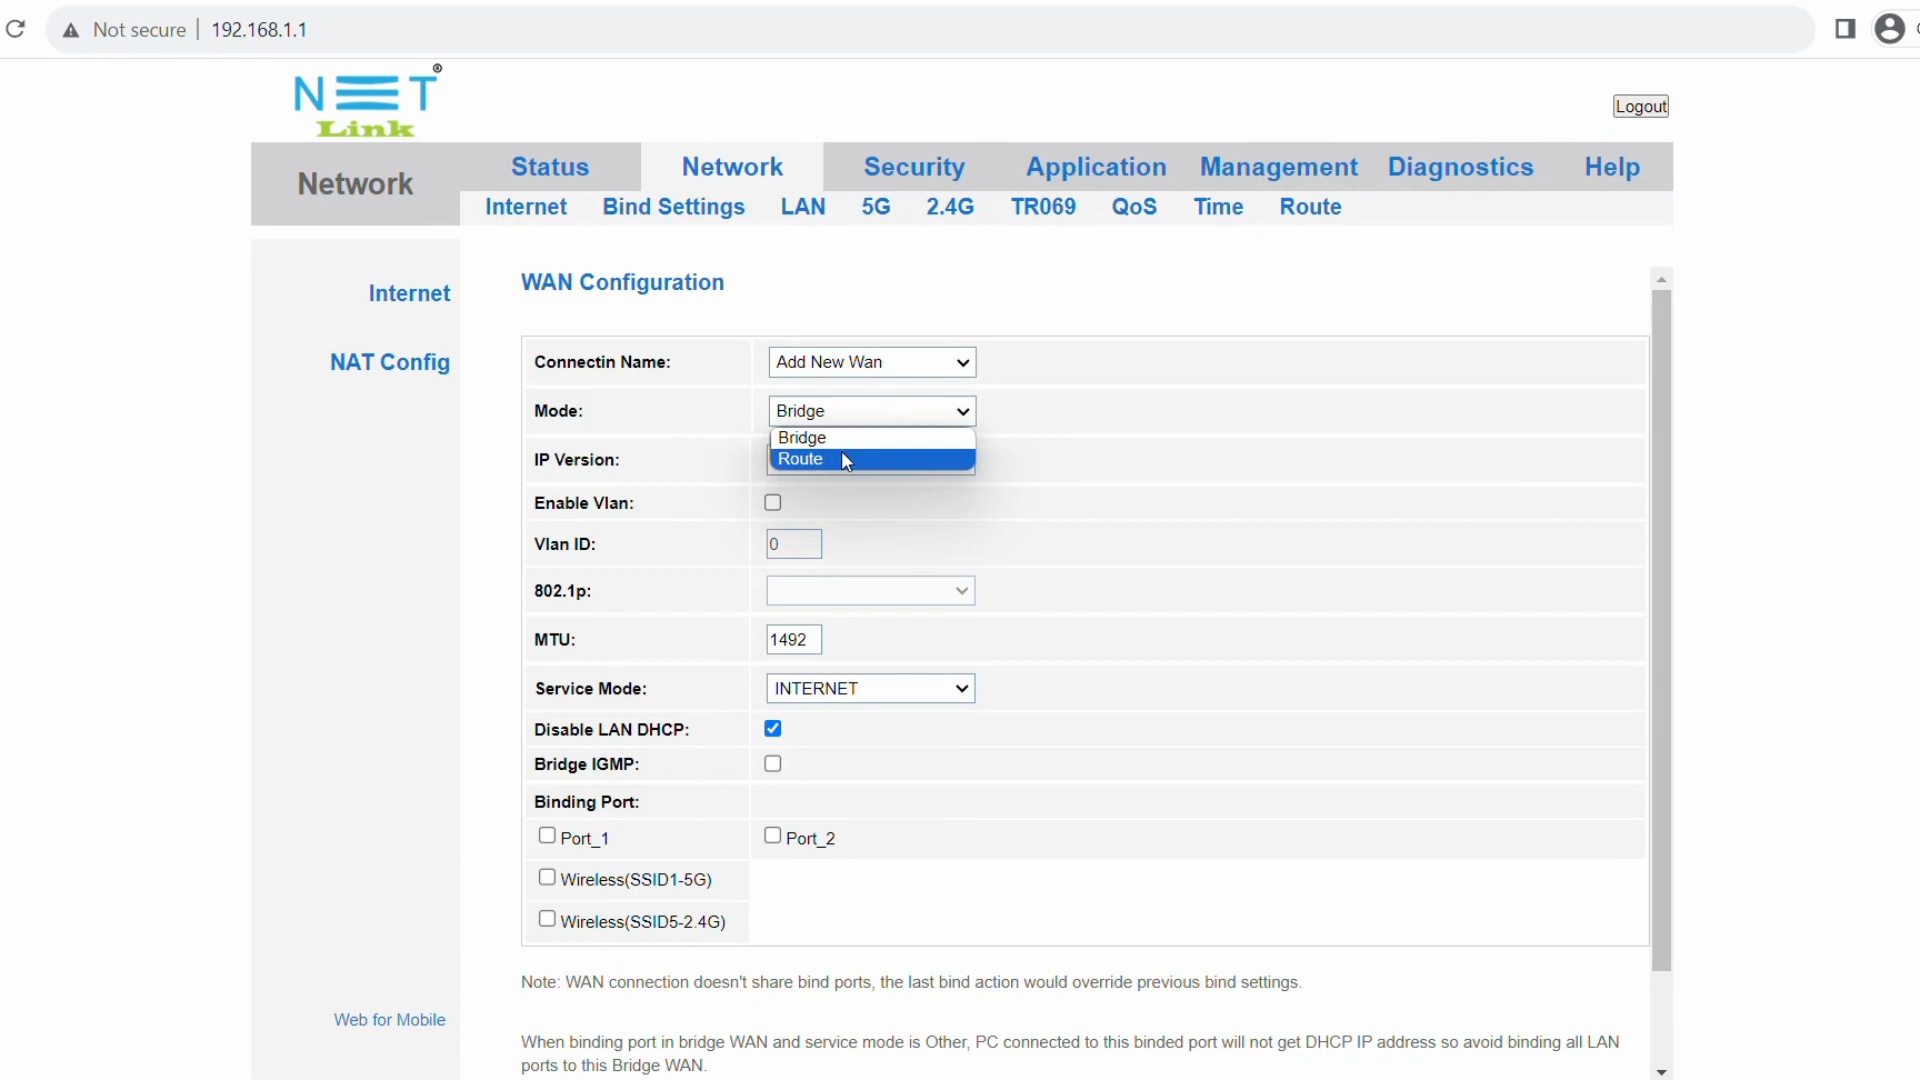 Not secure | 192.168.1.1
NET ®
Link
Logout
Network
Status Network Security Application Management Diagnostics Help
Internet Bind Settings LAN 5G 2.4G TR069 QoS Time Route
Internet
NAT Config
WAN Configuration
Connectin Name: Add New Wan
Mode: Bridge
Bridge
Route
IP Version:
Enable Vlan:
Vlan ID: 0
802.1p:
MTU: 1492
Service Mode: INTERNET
Disable LAN DHCP:
Bridge IGMP:
Binding Port:
Port_1 Port_2
Wireless(SSID1-5G)
Wireless(SSID5-2.4G)
Note: WAN connection doesn't share bind ports, the last bind action would override previous bind settings.
Web for Mobile
When binding port in bridge WAN and service mode is Other, PC connected to this binded port will not get DHCP IP address so avoid binding all LAN
ports to this Bridge WAN.